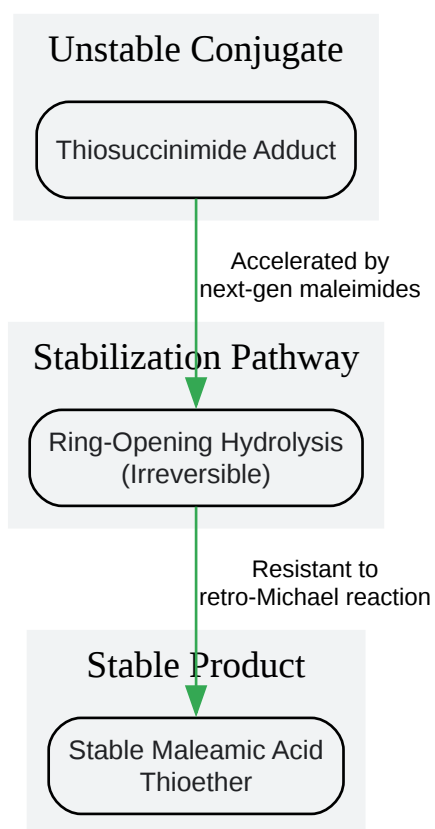 Unstable Conjugate
Thiosuccinimide Adduct
Accelerated by
next-gen maleimides
Stabilization Pathway
Ring-Opening Hydrolysis
(Irreversible)
Resistant to
retro-Michael reaction
Stable Product
Stable Maleamic Acid
Thioether